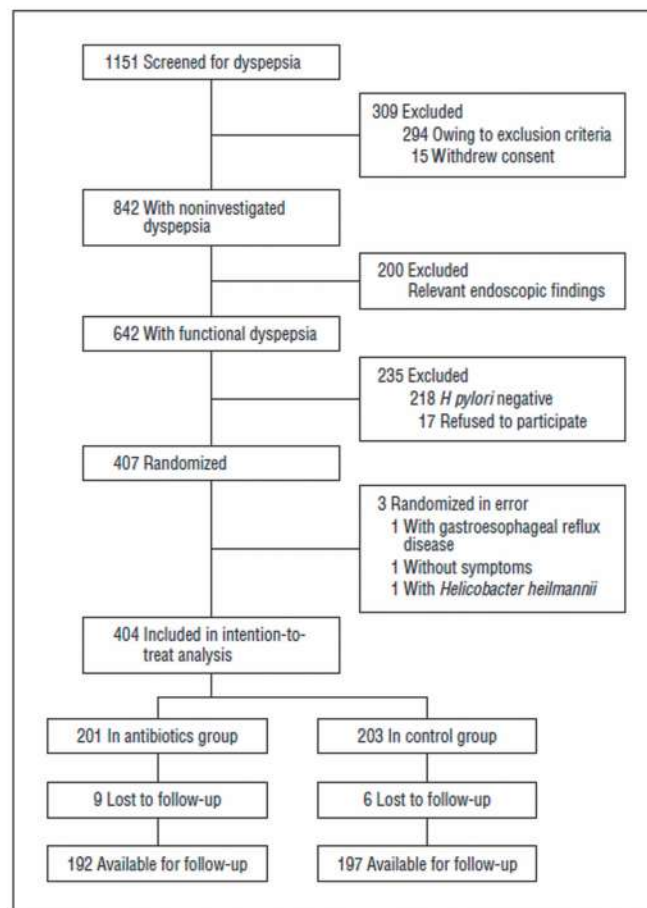 1151 Screened for dyspepsia
309 Excluded
294 Owing to exclusion criteria
15 Withdrew consent
842 With noninvestigated
dyspepsia
200 Excluded
Relevant endoscopic findings
642 With functional dyspepsia
235 Excluded
218 H pylori negative
17 Refused to participate
407 Randomized
3 Randomized in error
1 With gastroesophageal reflux
disease
1 Without symptoms
1 With Helicobacter heilmannii
404 Included in intention-to-
treat analysis
201 In antibiotics group
203 In control group
9 Lost to follow-up
6 Lost to follow-up
192 Available for follow-up
197 Available for follow-up